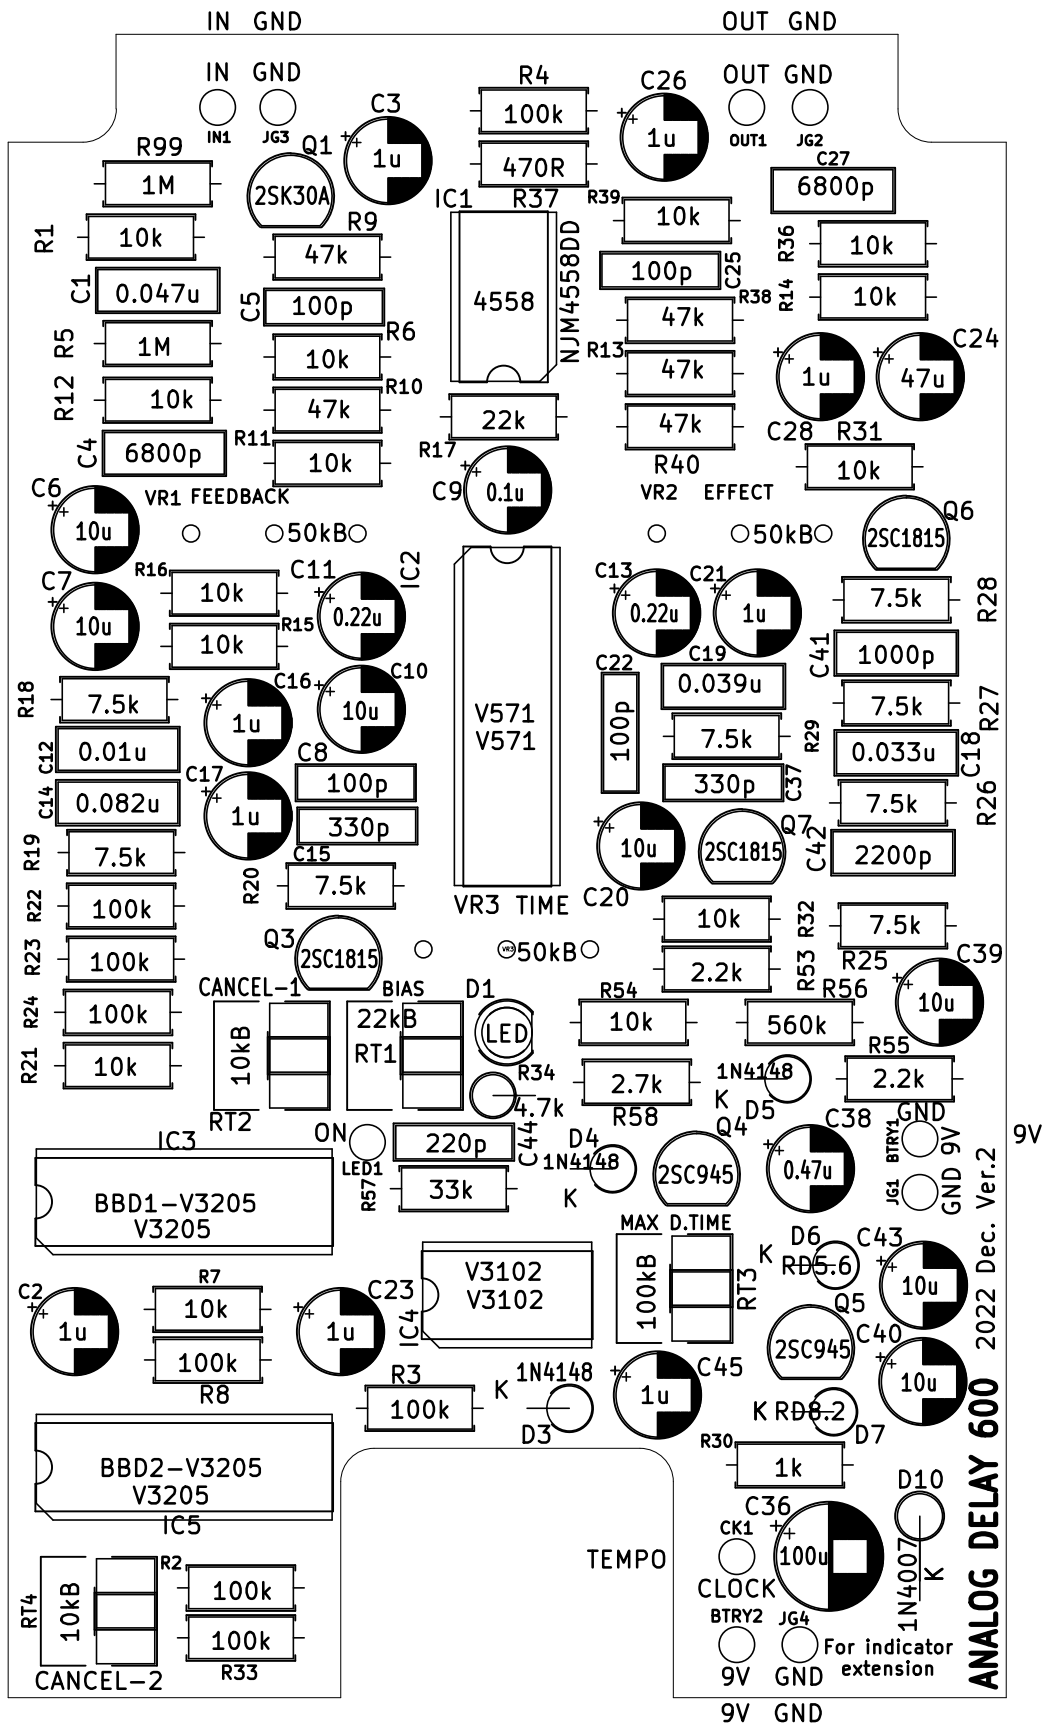 IN GND
OUT GND
IN GND
OUT GND
IN1
JG3
OUT1
JG2
C3
1u
R4
100k
470R
R37
C26
1u
C27
6800p
R99
1M
Q1
2SK30A
IC1
4558
NJM4558DD
R39
10k
R1
10k
R9
47k
R36
10k
C1
0.047u
C5
100p
C25
100p
R14
10k
R5
1M
R6
10k
R38
47k
R13
47k
C28
1u
C24
47u
R12
10k
R10
47k
R17
22k
R40
47k
C4
6800p
R11
10k
R31
10k
C6
10u
VR1 FEEDBACK
50kB
C9
0.1u
VR2 EFFECT
50kB
Q6
2SC1815
C7
10u
R16
10k
C11
0.22u
IC2
V571
V571
C13
0.22u
C21
1u
R28
7.5k
R15
10k
C41
1000p
R18
7.5k
C16
1u
C10
10u
C22
100p
C19
0.039u
R27
7.5k
C12
0.01u
R29
7.5k
C18
0.033u
C14
0.082u
C17
1u
C8
100p
C37
330p
R26
7.5k
R19
7.5k
330p
C15
C20
10u
Q7
2SC1815
C42
2200p
R20
7.5k
R22
100k
VR3 TIME
R32
10k
7.5k
R25
R23
100k
Q3
2SC1815
VR3
50kB
R53
2.2k
C39
10u
R24
100k
CANCEL-1
10kB
RT2
BIAS
22kB
RT1
D1
LED
R54
10k
R56
560k
R21
10k
R34
4.7k
2.7k
R58
1N4148
K
D5
R55
2.2k
IC3
BBD1-V3205
V3205
ON
LED1
C44
220p
R57
33k
D4
1N4148
K
Q4
2SC945
C38
0.47u
GND
BTRY1
9V
9V
JG1
GND
C2
1u
R7
10k
C23
1u
V3102
V3102
IC4
MAX D.TIME
100kB
RT3
D6
K
RD5.6
C43
10u
2022 Dec. Ver.2
100k
R8
Q5
2SC945
C40
10u
R3
100k
1N4148
K
D3
C45
1u
K RD8.2
D7
BBD2-V3205
V3205
IC5
R30
1k
D10
1N4007
K
ANALOG DELAY 600
C36
100u
CK1
CLOCK
TEMPO
RT4
10kB
CANCEL-2
R2
100k
100k
R33
BTRY2
JG4
For indicator
extension
9V GND
9V GND